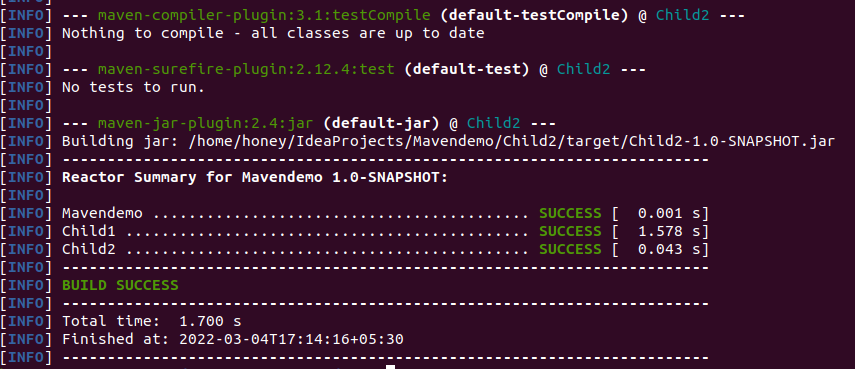 [INFO] --- maven-compiler-plugin:3.1:testCompile (default-testCompile) @ Child2 ---
[INFO] Nothing to compile - all classes are up to date
[INFO]
[INFO] --- maven-surefire-plugin:2.12.4:test (default-test) @ Child2 ---
[INFO] No tests to run.
[INFO]
[INFO] --- maven-jar-plugin:2.4:jar (default-jar) @ Child2 ---
[INFO] Building jar: /home/honey/IdeaProjects/Mavendemo/Child2/target/Child2-1.0-SNAPSHOT.jar
[INFO] ------------------------------------------------------------------------
[INFO] Reactor Summary for Mavendemo 1.0-SNAPSHOT:
[INFO]
[INFO] Mavendemo .......................................... SUCCESS [  0.001 s]
[INFO] Child1 ............................................. SUCCESS [  1.578 s]
[INFO] Child2 ............................................. SUCCESS [  0.043 s]
[INFO] ------------------------------------------------------------------------
[INFO] BUILD SUCCESS
[INFO] ------------------------------------------------------------------------
[INFO] Total time:  1.700 s
[INFO] Finished at: 2022-03-04T17:14:16+05:30
[INFO] ------------------------------------------------------------------------